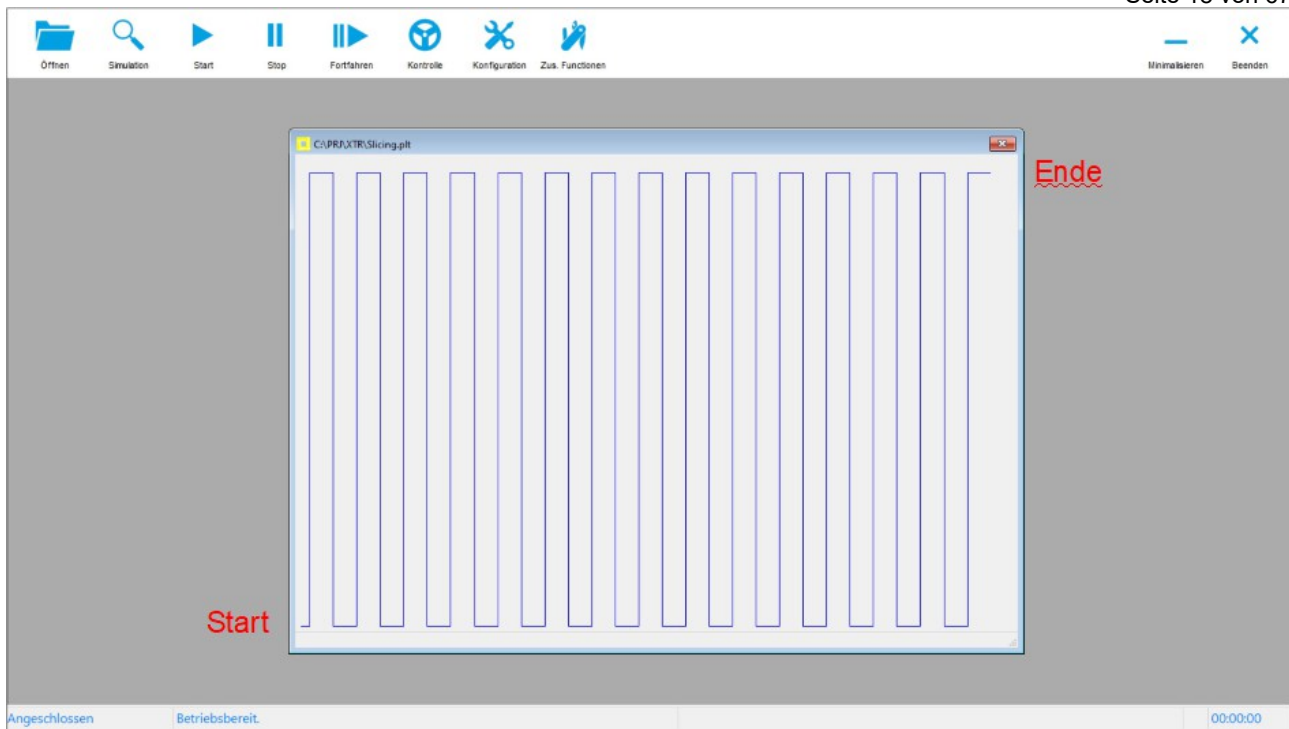 Öffnen Simulation Start Stop Fortfahren Kontrolle Konfiguration Zus. Functionen Minimalisieren Beenden
C:\PRJ\XTR\Slicing.plt
Ende
Start
Angeschlossen Betriebsbereit. 00:00:00